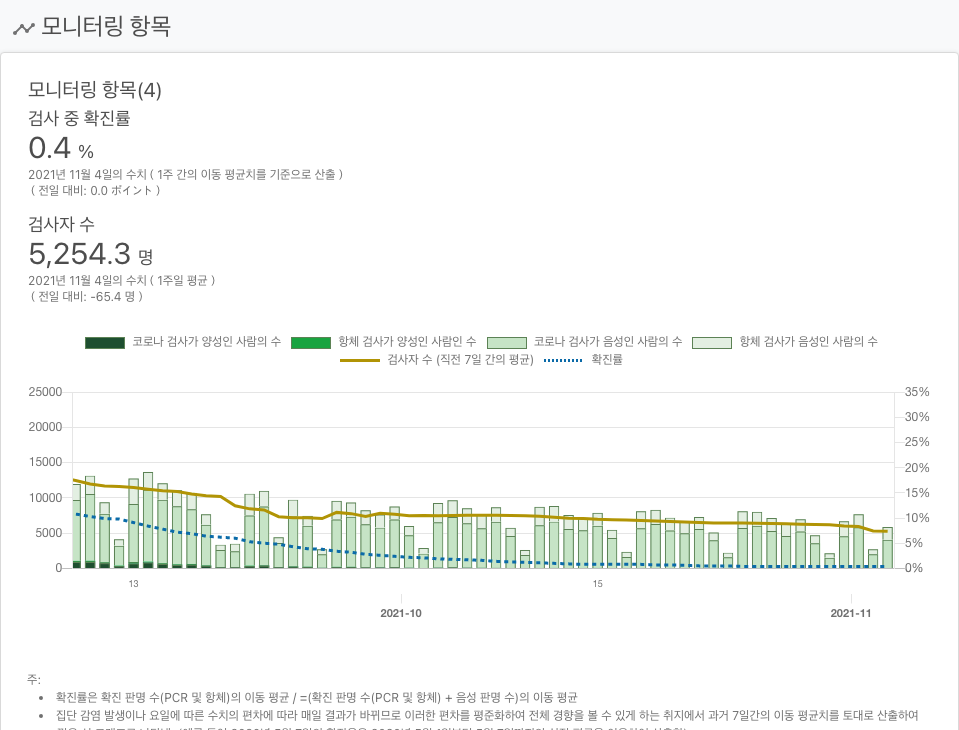 모니터링 항목
모니터링 항목(4)
검사 중 확진률
0.4 %
2021년 11월 4일의 수치 ( 1주 간의 이동 평균치를 기준으로 산출 )
( 전일 대비: 0.0 ポイント )
검사자 수
5,254.3 명
2021년 11월 4일의 수치 ( 1주일 평균 )
( 전일 대비: -65.4 명 )
코로나 검사가 양성인 사람의 수 항체 검사가 양성인 사람인 수 코로나 검사가 음성인 사람의 수 항체 검사가 음성인 사람의 수
검사자 수 (직전 7일 간의 평균) 확진률
25000 35%
30%
20000
25%
15000
20%
10000 15%
10%
5000
5%
0 0%
13 15
2021-10 2021-11
주:
• 확진률은 확진 판명 수(PCR 및 항체)의 이동 평균 / =(확진 판명 수(PCR 및 항체) + 음성 판명 수)의 이동 평균
• 집단 감염 발생이나 요일에 따른 수치의 편차에 따라 매일 결과가 바뀌므로 이러한 편차를 평준화하여 전체 경향을 볼 수 있게 하는 취지에서 과거 7일간의 이동 평균치를 토대로 산출하여